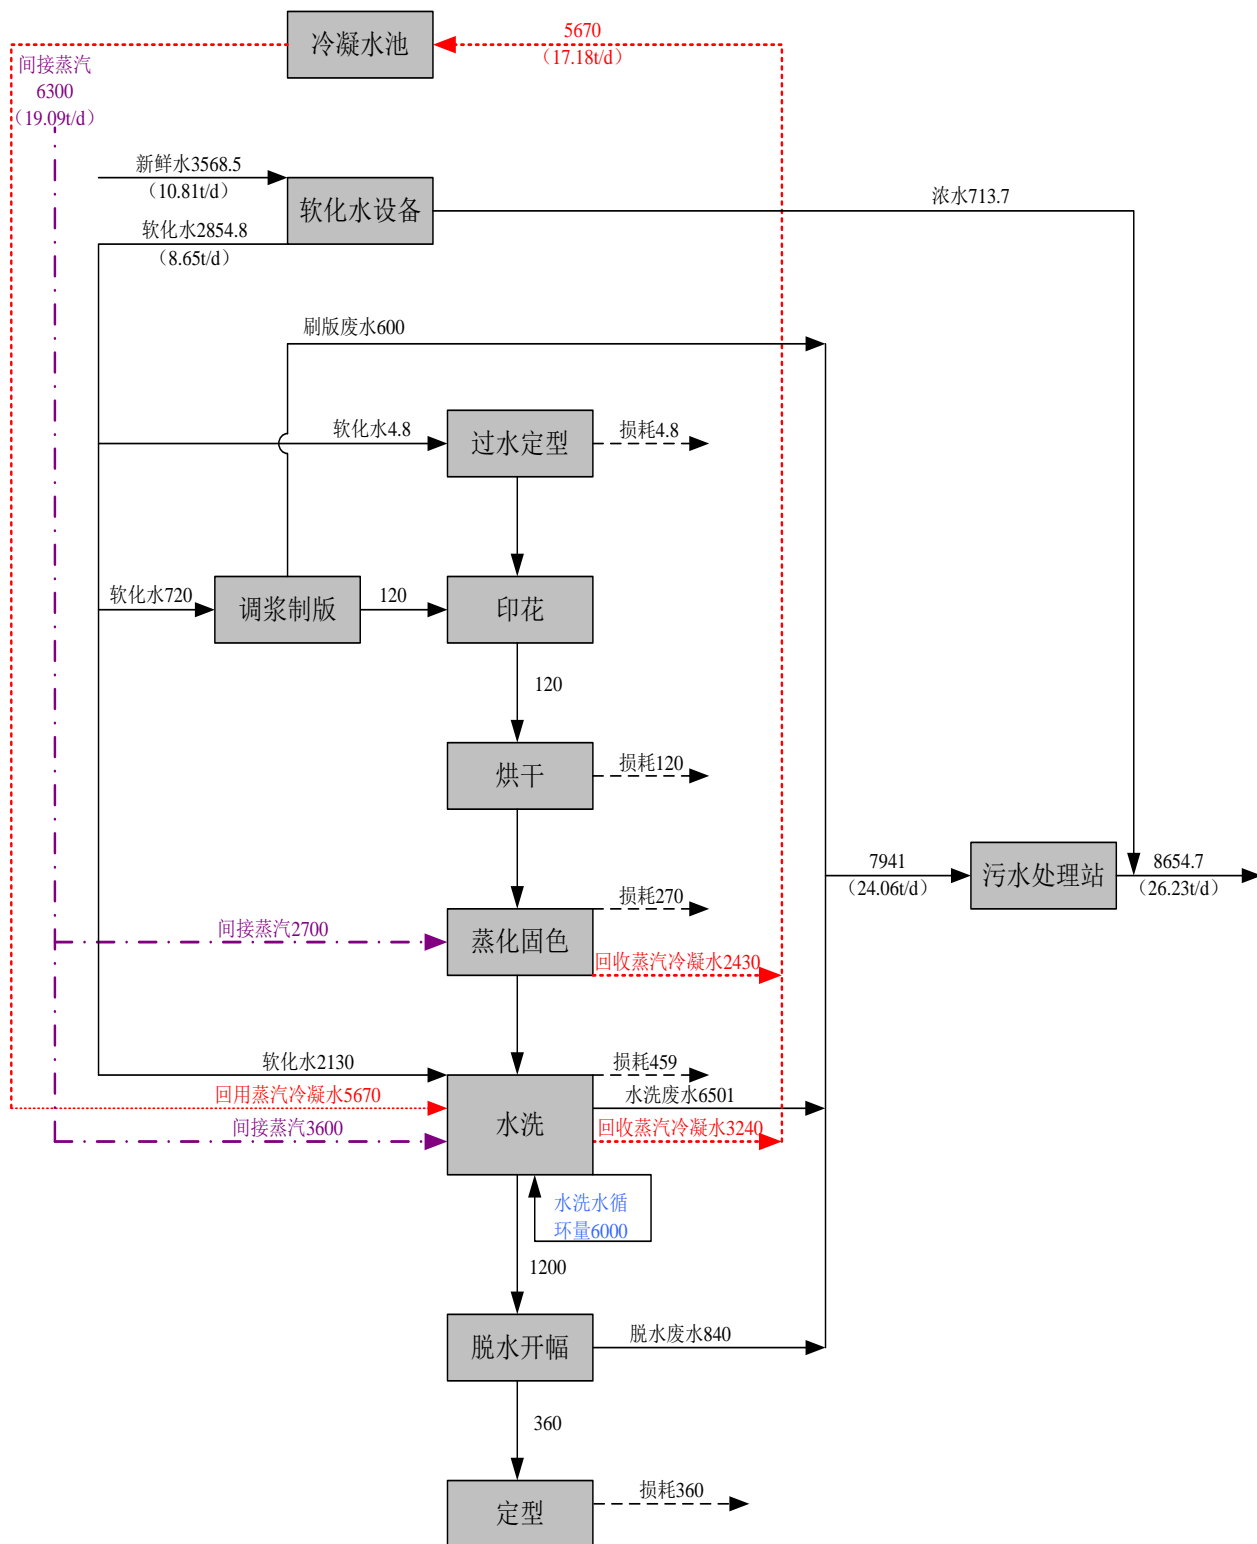 冷凝水池
5670
（17.18t/d）
间接蒸汽
6300
（19.09t/d）
新鲜水3568.5
（10.81t/d）
软化水设备
浓水713.7
软化水2854.8
（8.65t/d）
刷版废水600
软化水4.8
过水定型
损耗4.8
软化水720
调浆制版
120
印花
120
烘干
损耗120
7941
（24.06t/d）
污水处理站
8654.7
（26.23t/d）
损耗270
间接蒸汽2700
蒸化固色
回收蒸汽冷凝水2430
软化水2130
损耗459
回用蒸汽冷凝水5670
水洗
水洗废水6501
间接蒸汽3600
回收蒸汽冷凝水3240
水洗水循
环量6000
1200
脱水开幅
脱水废水840
360
定型
损耗360